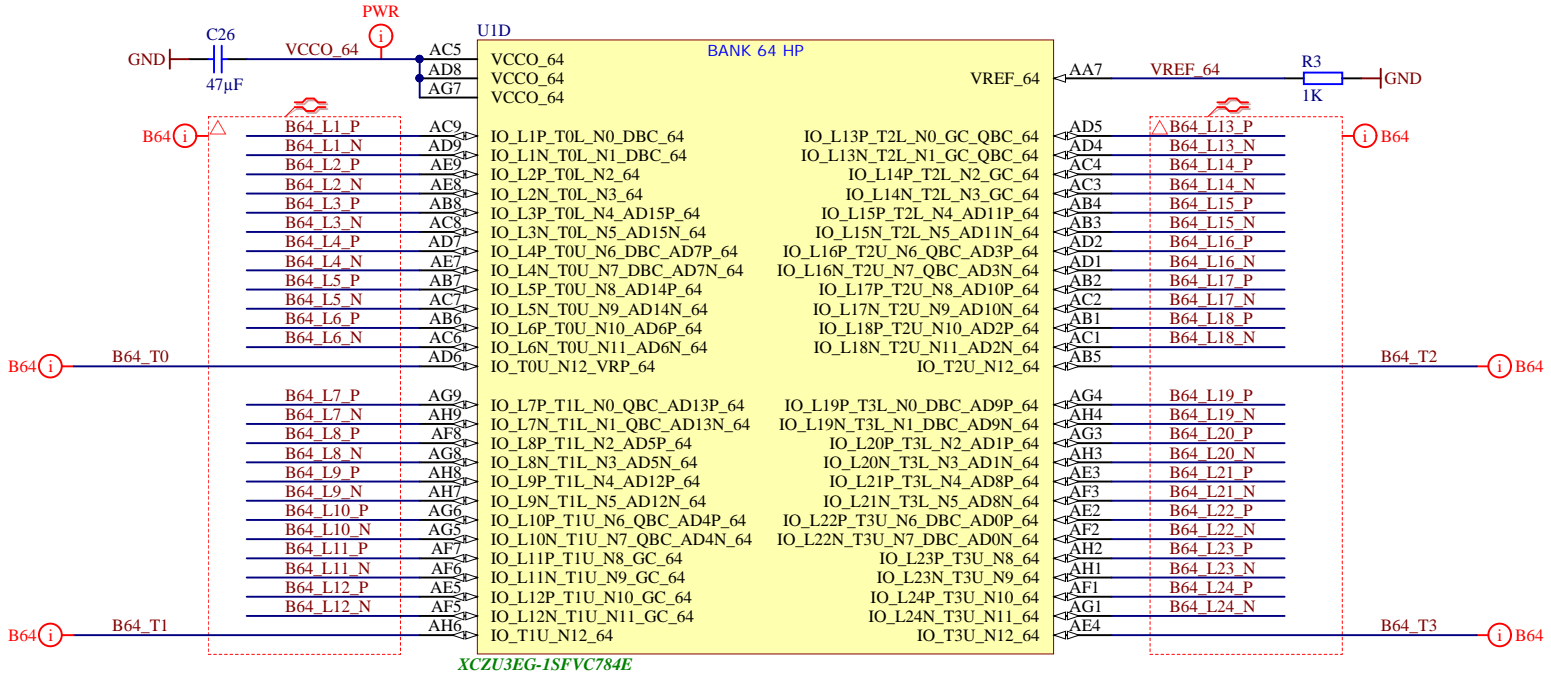 PWR
C26
GND
VCCO_64
47µF
U1D
BANK 64 HP
AC5 VCCO_64
AD8 VCCO_64
AG7 VCCO_64
VREF_64 AA7 VREF_64
R3
1K
GND
B64
B64_L1_P AC9 IO_L1P_T0L_N0_DBC_64
B64_L1_N AD9 IO_L1N_T0L_N1_DBC_64
B64_L2_P AE9 IO_L2P_T0L_N2_64
B64_L2_N AE8 IO_L2N_T0L_N3_64
B64_L3_P AB8 IO_L3P_T0L_N4_AD15P_64
B64_L3_N AC8 IO_L3N_T0L_N5_AD15N_64
B64_L4_P AD7 IO_L4P_T0U_N6_DBC_AD7P_64
B64_L4_N AE7 IO_L4N_T0U_N7_DBC_AD7N_64
B64_L5_P AB7 IO_L5P_T0U_N8_AD14P_64
B64_L5_N AC7 IO_L5N_T0U_N9_AD14N_64
B64_L6_P AB6 IO_L6P_T0U_N10_AD6P_64
B64_L6_N AC6 IO_L6N_T0U_N11_AD6N_64
B64 i B64_T0 AD6 IO_T0U_N12_VRP_64
B64_L7_P AG9 IO_L7P_T1L_N0_QBC_AD13P_64
B64_L7_N AH9 IO_L7N_T1L_N1_QBC_AD13N_64
B64_L8_P AF8 IO_L8P_T1L_N2_AD5P_64
B64_L8_N AG8 IO_L8N_T1L_N3_AD5N_64
B64_L9_P AH8 IO_L9P_T1L_N4_AD12P_64
B64_L9_N AH7 IO_L9N_T1L_N5_AD12N_64
B64_L10_P AG6 IO_L10P_T1U_N6_QBC_AD4P_64
B64_L10_N AG5 IO_L10N_T1U_N7_QBC_AD4N_64
B64_L11_P AF7 IO_L11P_T1U_N8_GC_64
B64_L11_N AF6 IO_L11N_T1U_N9_GC_64
B64_L12_P AE5 IO_L12P_T1U_N10_GC_64
B64_L12_N AF5 IO_L12N_T1U_N11_GC_64
B64 i B64_T1 AH6 IO_T1U_N12_64
IO_L13P_T2L_N0_GC_QBC_64 AD5 B64_L13_P
B64
IO_L13N_T2L_N1_GC_QBC_64 AD4 B64_L13_N
IO_L14P_T2L_N2_GC_64 AC4 B64_L14_P
IO_L14N_T2L_N3_GC_64 AC3 B64_L14_N
IO_L15P_T2L_N4_AD11P_64 AB4 B64_L15_P
IO_L15N_T2L_N5_AD11N_64 AB3 B64_L15_N
IO_L16P_T2U_N6_QBC_AD3P_64 AD2 B64_L16_P
IO_L16N_T2U_N7_QBC_AD3N_64 AD1 B64_L16_N
IO_L17P_T2U_N8_AD10P_64 AB2 B64_L17_P
IO_L17N_T2U_N9_AD10N_64 AC2 B64_L17_N
IO_L18P_T2U_N10_AD2P_64 AB1 B64_L18_P
IO_L18N_T2U_N11_AD2N_64 AC1 B64_L18_N
IO_T2U_N12_64 AB5 B64_T2 i B64
IO_L19P_T3L_N0_DBC_AD9P_64 AG4 B64_L19_P
IO_L19N_T3L_N1_DBC_AD9N_64 AH4 B64_L19_N
IO_L20P_T3L_N2_AD1P_64 AG3 B64_L20_P
IO_L20N_T3L_N3_AD1N_64 AH3 B64_L20_N
IO_L21P_T3L_N4_AD8P_64 AE3 B64_L21_P
IO_L21N_T3L_N5_AD8N_64 AF3 B64_L21_N
IO_L22P_T3U_N6_DBC_AD0P_64 AE2 B64_L22_P
IO_L22N_T3U_N7_DBC_AD0N_64 AF2 B64_L22_N
IO_L23P_T3U_N8_64 AH2 B64_L23_P
IO_L23N_T3U_N9_64 AH1 B64_L23_N
IO_L24P_T3U_N10_64 AF1 B64_L24_P
IO_L24N_T3U_N11_64 AG1 B64_L24_N
IO_T3U_N12_64 AE4 B64_T3 i B64
XCZU3EG-1SFVC784E